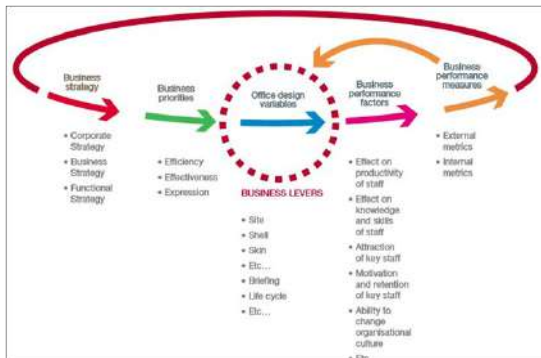 Business
strategy
• Corporate
Strategy
• Business
Strategy
• Functional
Strategy
Business
priorities
• Efficiency
• Effectiveness
• Expression
Office design
variables
BUSINESS LEVERS
• Site
• Shell
• Skin
• Etc...
• Briefing
• Life cycle
• Etc...
Business
performance
factors
• Effect on
productivity
of staff
• Effect on
knowledge
and skills
of staff
• Attraction
of key staff
• Motivation
and retention
of key staff
• Ability to
change
organisational
culture
Business
performance
measures
• External
metrics
• Internal
metrics